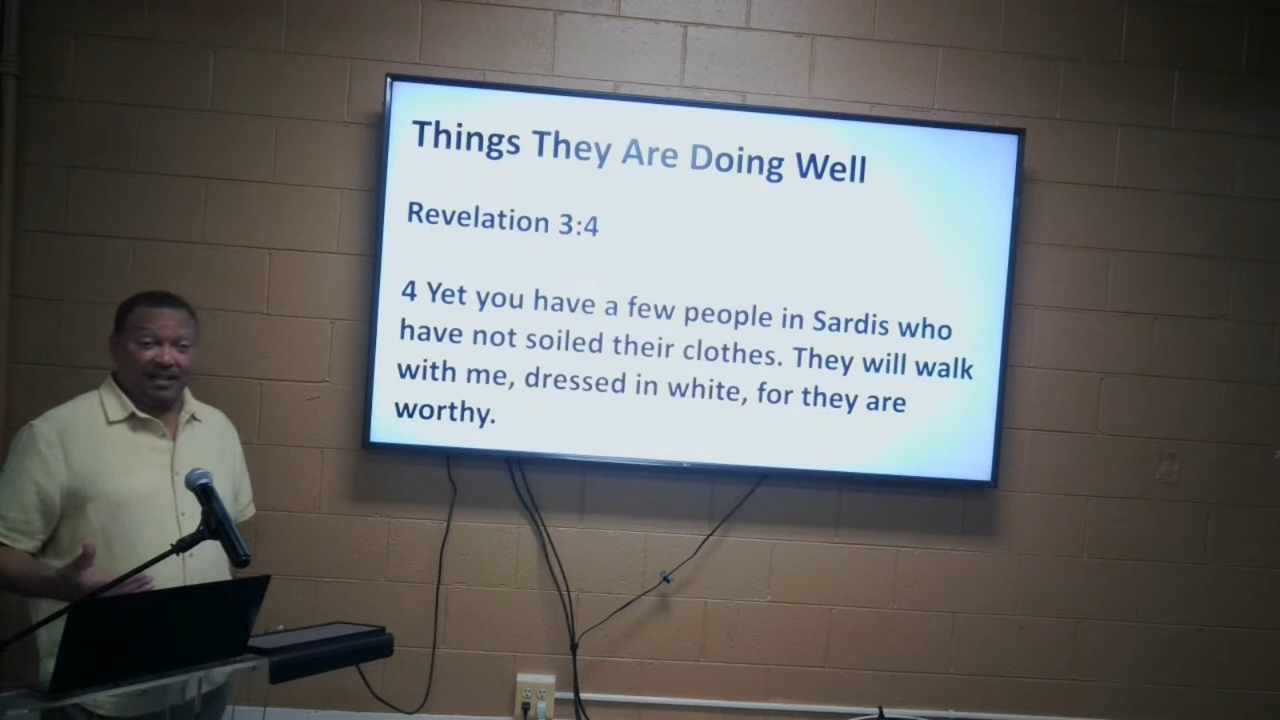 Things They Are Doing Well
Revelation 3:4
4 Yet you have a few people in Sardis who
have not soiled their clothes. They will walk
with me, dressed in white, for they are
worthy.